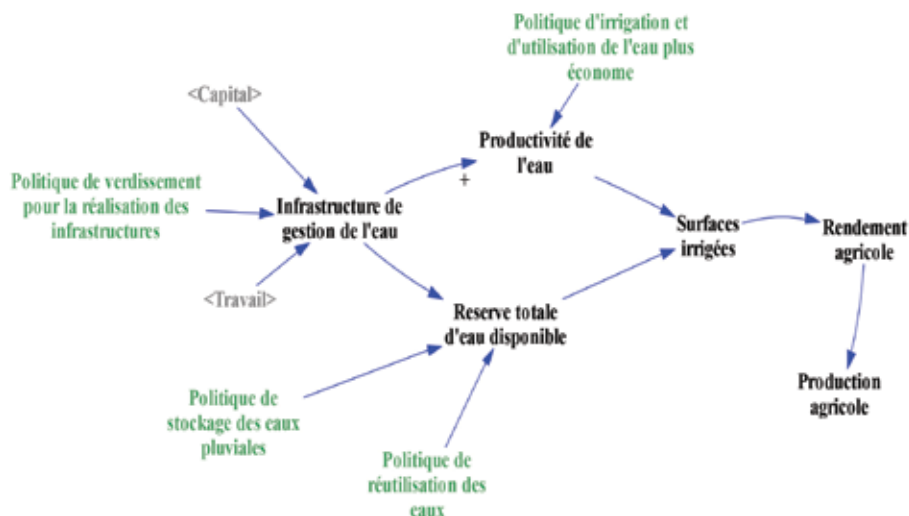 Politique d'irrigation et
d'utilisation de l'eau plus
économe
<Capital>
Productivité de
l'eau
+
Politique de verdissement
pour la réalisation des
infrastructures
Infrastructure de
gestion de l'eau
Surfaces
irrigées
Rendement
agricole
<Travail>
Reserve totale
d'eau disponible
Production
agricole
Politique de
stockage des eaux
pluviales
Politique de
réutilisation des
eaux